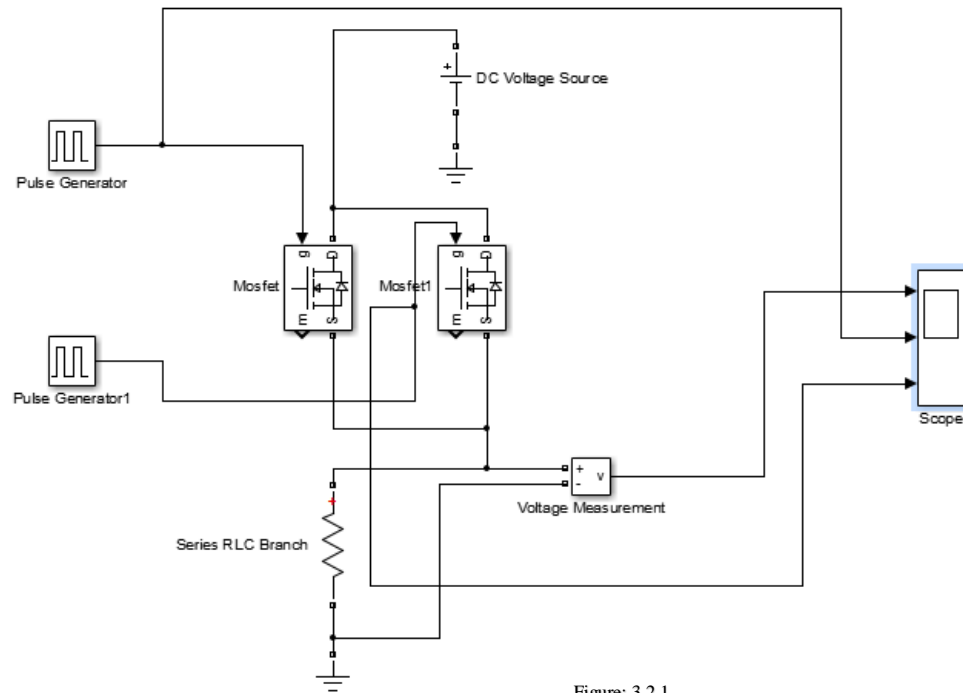 DC Voltage Source
+
Pulse Generator
g
D
Mosfet
m
S
g
D
Mosfet1
m
S
Pulse Generator1
Scope
+
-
v
Voltage Measurement
+
Series RLC Branch
Figure: 3.2.1